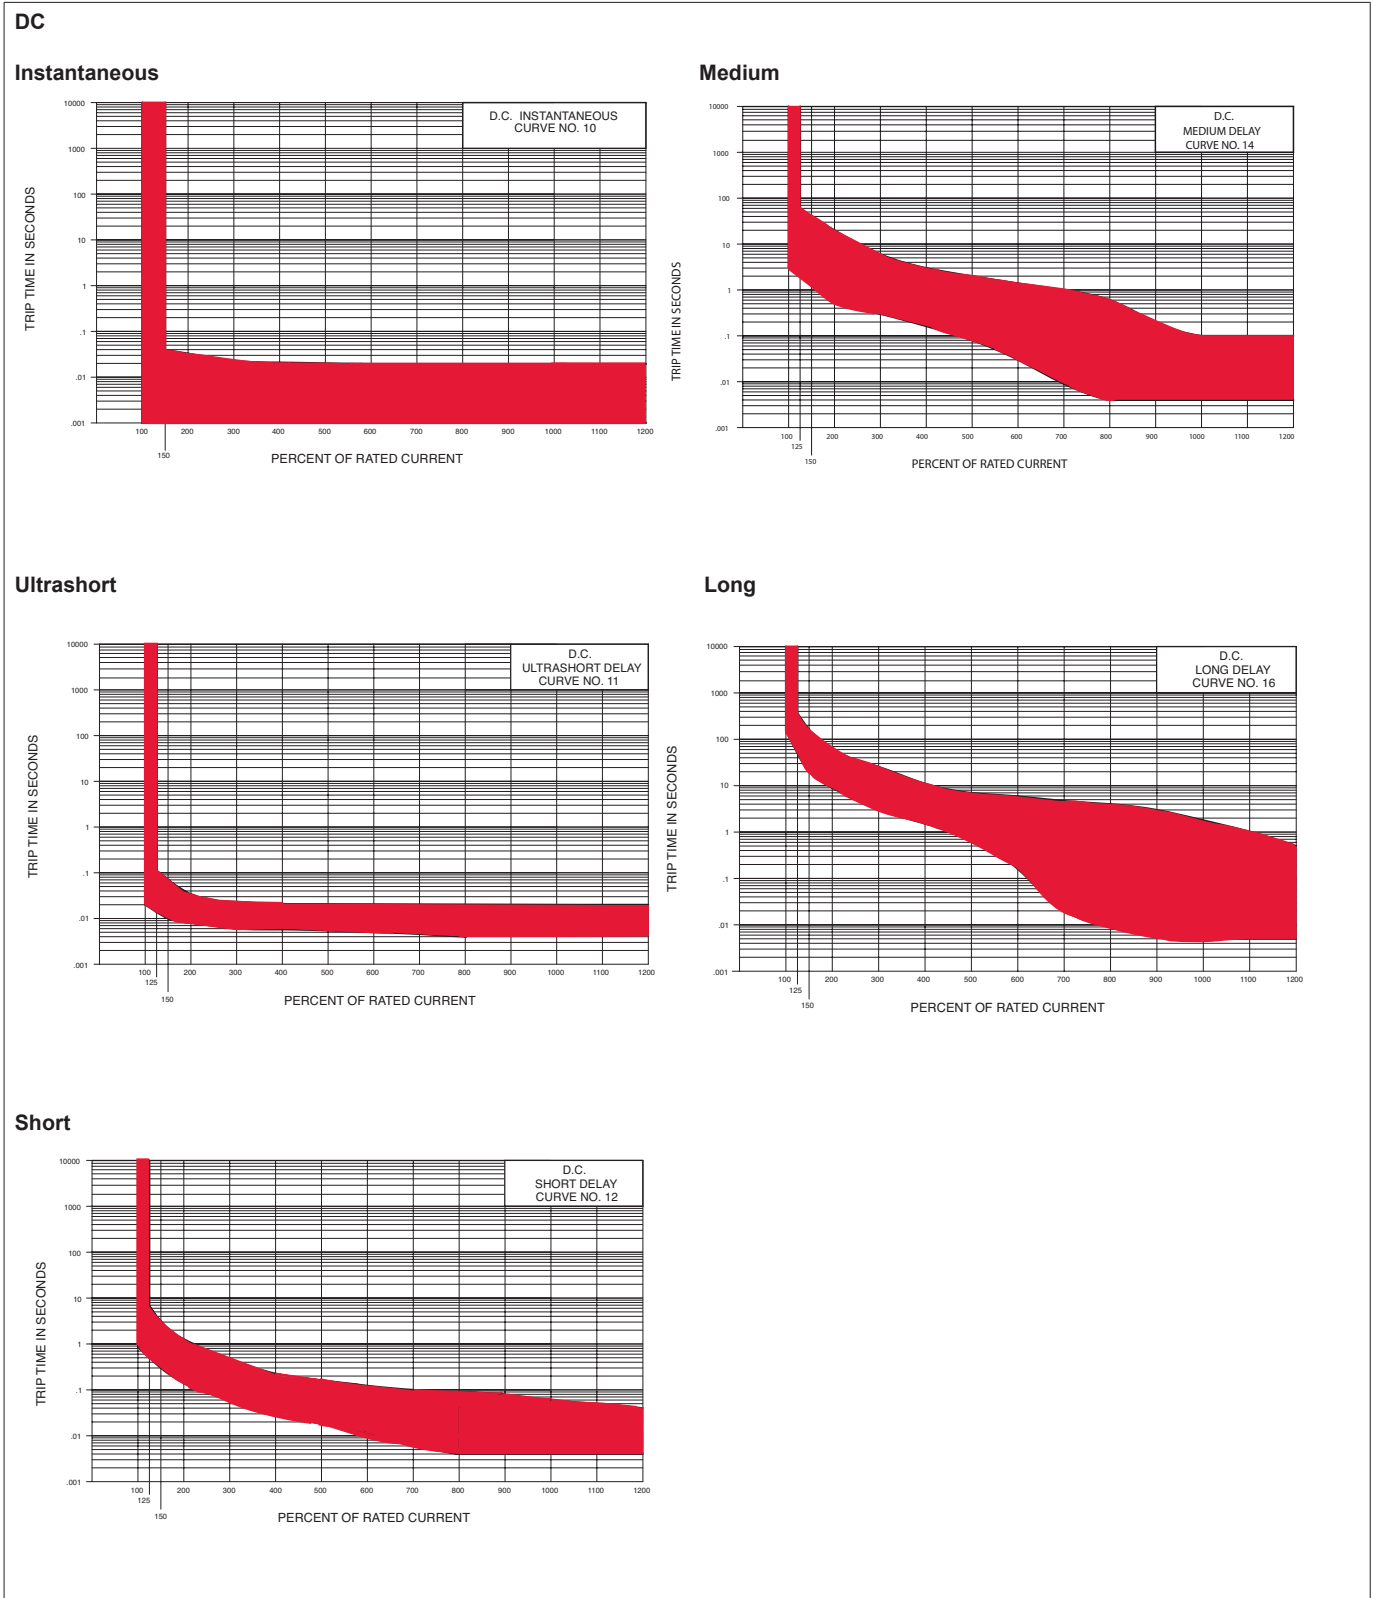 DC
Instantaneous
10000
1000
100
10
1
.1
.01
.001
D.C. INSTANTANEOUS
CURVE NO. 10
TRIP TIME IN SECONDS
100 200 300 400 500 600 700 800 900 1000 1100 1200
150
PERCENT OF RATED CURRENT
Medium
10000
1000
100
10
1
.1
.01
.001
D.C.
MEDIUM DELAY
CURVE NO. 14
TRIP TIME IN SECONDS
100 200 300 400 500 600 700 800 900 1000 1100 1200
125
150
PERCENT OF RATED CURRENT
Ultrashort
10000
1000
100
10
1
.1
.01
.001
D.C.
ULTRASHORT DELAY
CURVE NO. 11
TRIP TIME IN SECONDS
100 200 300 400 500 600 700 800 900 1000 1100 1200
125
150
PERCENT OF RATED CURRENT
Long
10000
1000
100
10
1
.1
.01
.001
D.C.
LONG DELAY
CURVE NO. 16
TRIP TIME IN SECONDS
100 200 300 400 500 600 700 800 900 1000 1100 1200
125
150
PERCENT OF RATED CURRENT
Short
10000
1000
100
10
1
.1
.01
.001
D.C.
SHORT DELAY
CURVE NO. 12
TRIP TIME IN SECONDS
100 200 300 400 500 600 700 800 900 1000 1100 1200
125
150
PERCENT OF RATED CURRENT